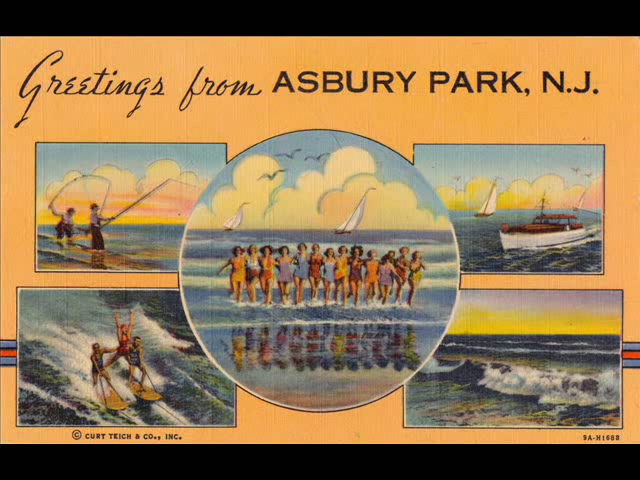 Greetings from ASBURY PARK, N.J.
© CURT TEICH & CO., INC.
9A-H1688